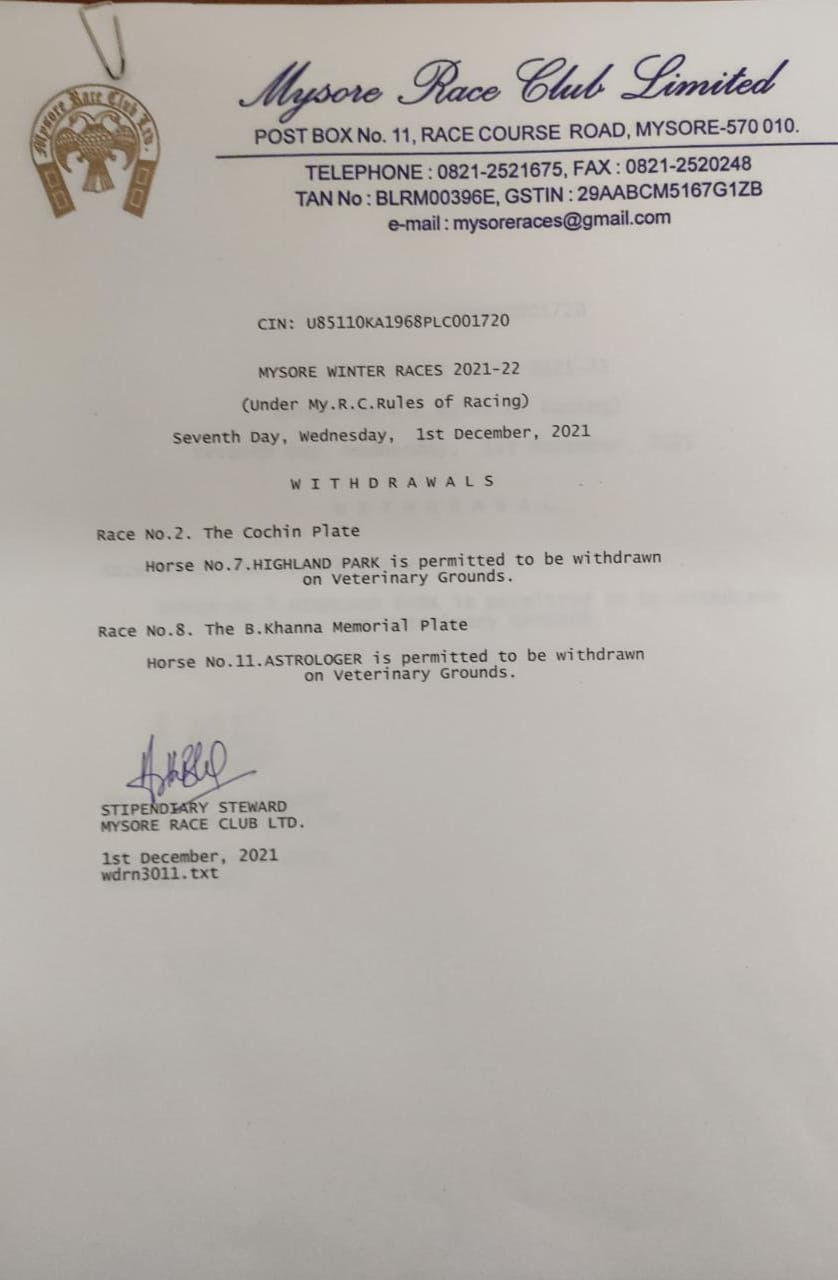 Mysore Race Club Ltd.
Mysore Race Club Limited
POST BOX No. 11, RACE COURSE ROAD, MYSORE-570 010.
TELEPHONE : 0821-2521675, FAX : 0821-2520248
TAN No : BLRM00396E, GSTIN : 29AABCM5167G1ZB
e-mail : mysoreraces@gmail.com
CIN: U85110KA1968PLC001720
MYSORE WINTER RACES 2021-22
(Under My.R.C.Rules of Racing)
Seventh Day, Wednesday, 1st December, 2021
W I T H D R A W A L S
Race No.2. The Cochin Plate
Horse No.7.HIGHLAND PARK is permitted to be withdrawn
on Veterinary Grounds.
Race No.8. The B.Khanna Memorial Plate
Horse No.11.ASTROLOGER is permitted to be withdrawn
on Veterinary Grounds.
STIPENDIARY STEWARD
MYSORE RACE CLUB LTD.
1st December, 2021
wdrn3011.txt